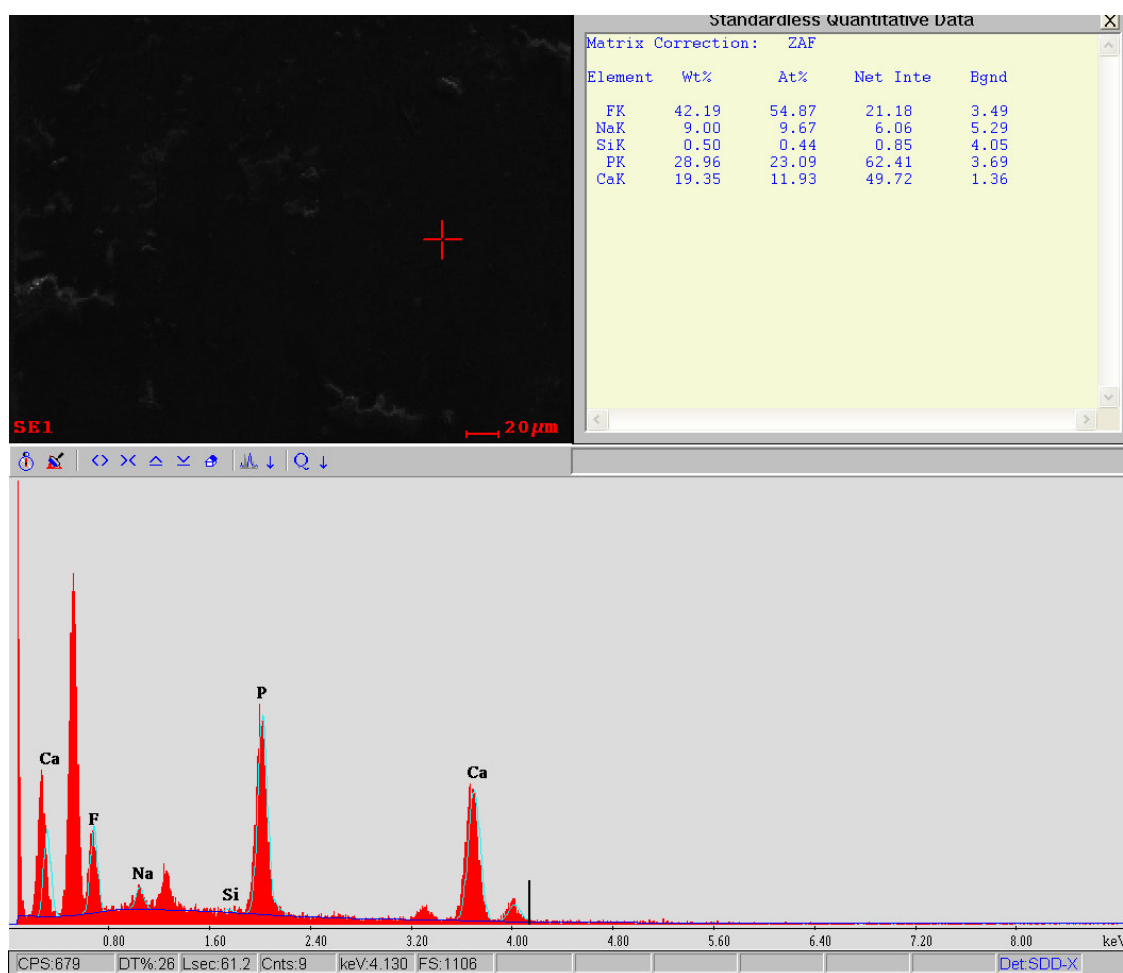 Standardless Quantitative Data X
Matrix Correction: ZAF
Element Wt% At% Net Inte Bgnd
FK 42.19 54.87 21.18 3.49
NaK 9.00 9.67 6.06 5.29
SiK 0.50 0.44 0.85 4.05
PK 28.96 23.09 62.41 3.69
CaK 19.35 11.93 49.72 1.36
SE1 20µm
Q
P
Ca Ca
F
Na
Si
0.80 1.60 2.40 3.20 4.00 4.80 5.60 6.40 7.20 8.00 keV
CPS:679 DT%:26 Lsec:61.2 Cnts:9 keV:4.130 FS:1106 Det:SDD-X